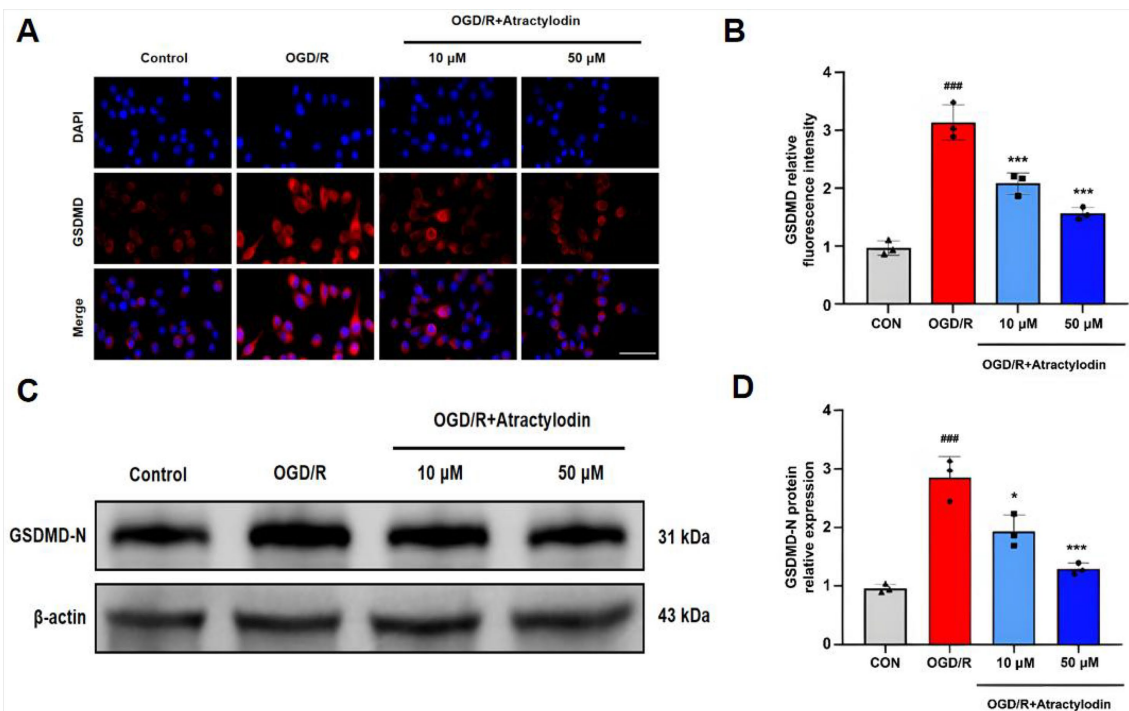 A
OGD/R+Atractylodin
Control
OGD/R
10 μM
50 μM
DAPI
GSDMD
Merge
B
GSDMD relative
fluorescence intensity
4
3
2
1
0
###
***
***
CON
OGD/R
10 μM
50 μM
OGD/R+Atractylodin
C
OGD/R+Atractylodin
Control
OGD/R
10 μM
50 μM
GSDMD-N
31 kDa
β-actin
43 kDa
D
GSDMD-N protein
relative expression
4
3
2
1
0
###
*
***
CON
OGD/R
10 μM
50 μM
OGD/R+Atractylodin